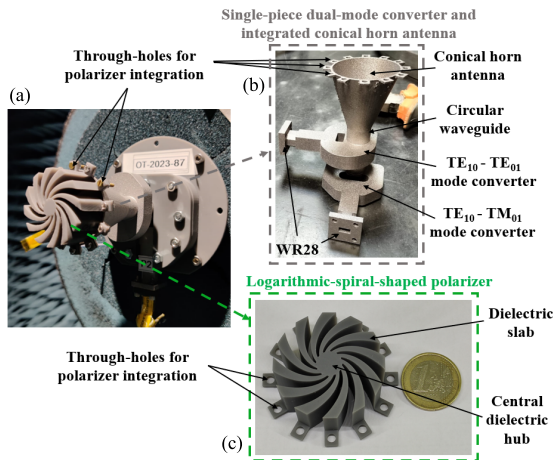 Single-piece dual-mode converter and
integrated conical horn antenna
Through-holes for
polarizer integration
(a)
(b)
Conical horn
antenna
Circular
waveguide
TE10 - TE01
mode converter
TE10 - TM01
mode converter
WR28
OT-2023-87
Logarithmic-spiral-shaped polarizer
Through-holes for
polarizer integration
Dielectric
slab
Central
dielectric
hub
(c)